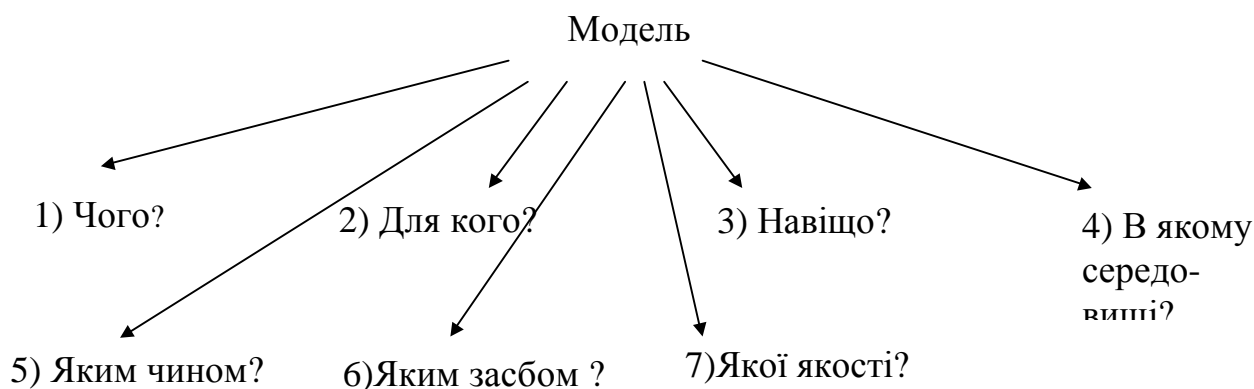 Модель
1) Чого?
2) Для кого?
3) Навіщо?
4) В якому
середо-
вищі?
5) Яким чином?
6)Яким засбом ?
7)Якої якості?